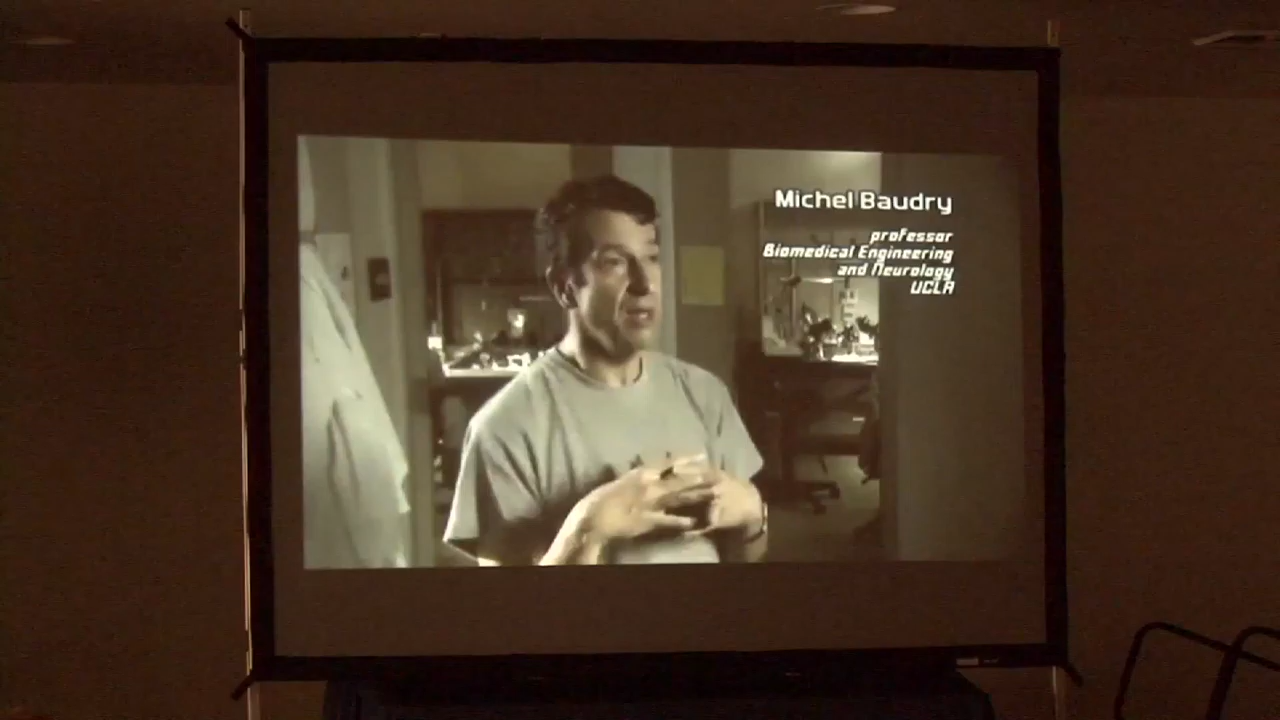 Michel Baudry
professor
Biomedical Engineering
and Neurology
UCLA